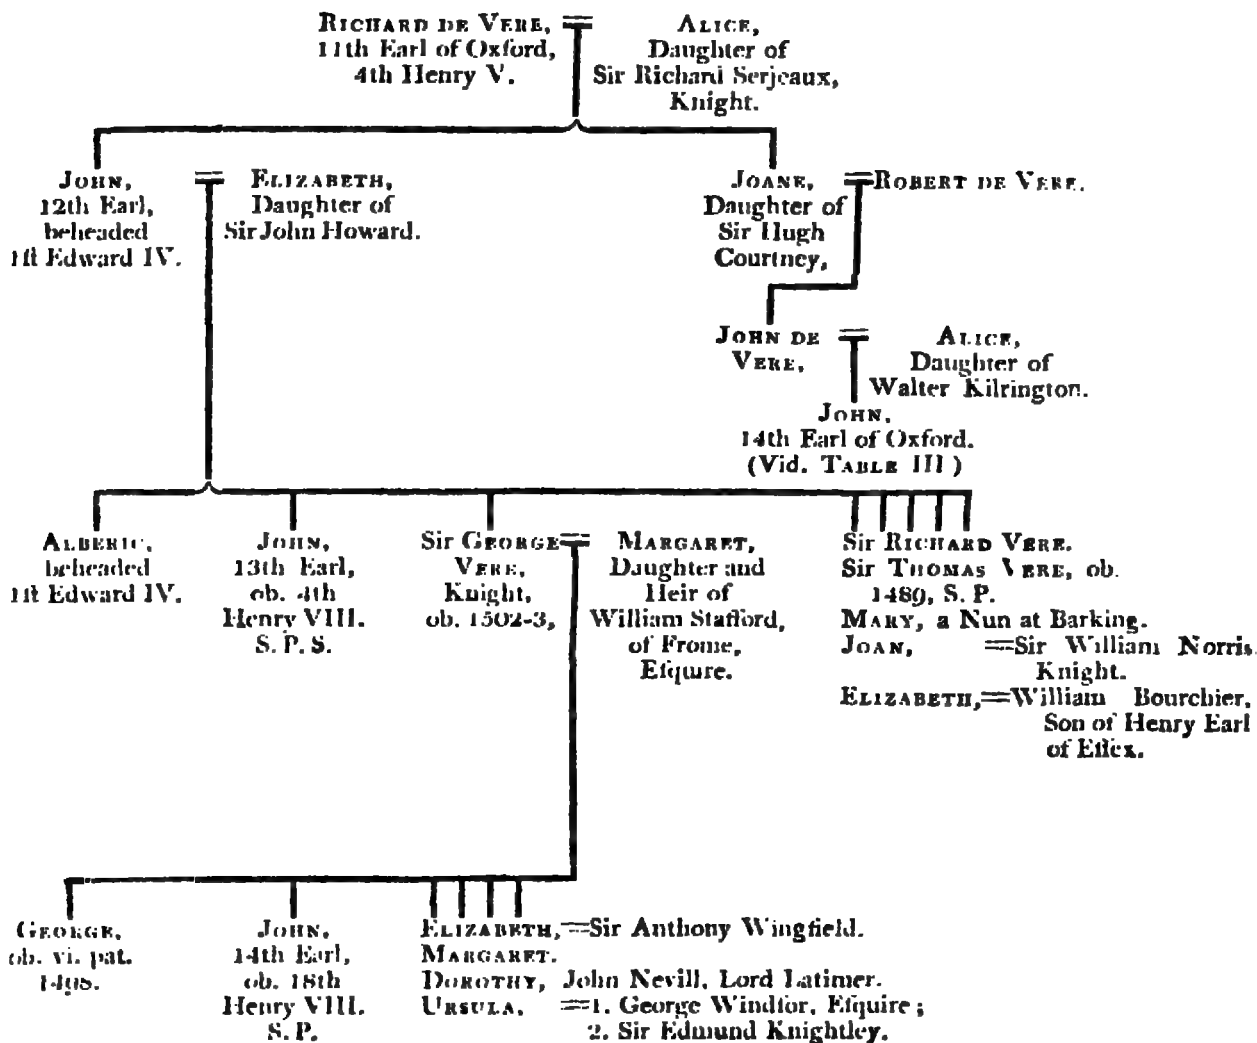 RICHARD DE VERE, = ALICE,
11th Earl of Oxford, Daughter of
4th Henry V. Sir Richard Serjeaux,
Knight.
JOHN, = ELIZABETH,
12th Earl, Daughter of
beheaded Sir John Howard.
1ſt Edward IV.
JOANE, = ROBERT DE VERE.
Daughter of
Sir Hugh
Courtney,
JOHN DE = ALICE,
VERE, Daughter of
Walter Kilrington.
JOHN,
14th Earl of Oxford.
(Vid. TABLE III)
ALBERIC,
beheaded
1ſt Edward IV.
JOHN,
13th Earl,
ob. 4th
Henry VIII.
S. P. S.
Sir GEORGE =
VERE,
Knight,
ob. 1502-3,
MARGARET,
Daughter and
Heir of
William Stafford,
of Frome,
Eſquire.
Sir RICHARD VERE.
Sir THOMAS VERE, ob.
1489, S. P.
MARY, a Nun at Barking.
JOAN, =Sir William Norris
Knight.
ELIZABETH,=William Bourchier,
Son of Henry Earl
of Eſſex.
GEORGE,
ob. vi. pat.
1498.
JOHN,
14th Earl,
ob. 18th
Henry VIII.
S. P.
ELIZABETH,=Sir Anthony Wingfield.
MARGARET.
DOROTHY, John Nevill, Lord Latimer.
URSULA, =1. George Windſor, Eſquire;
2. Sir Edmund Knightley.